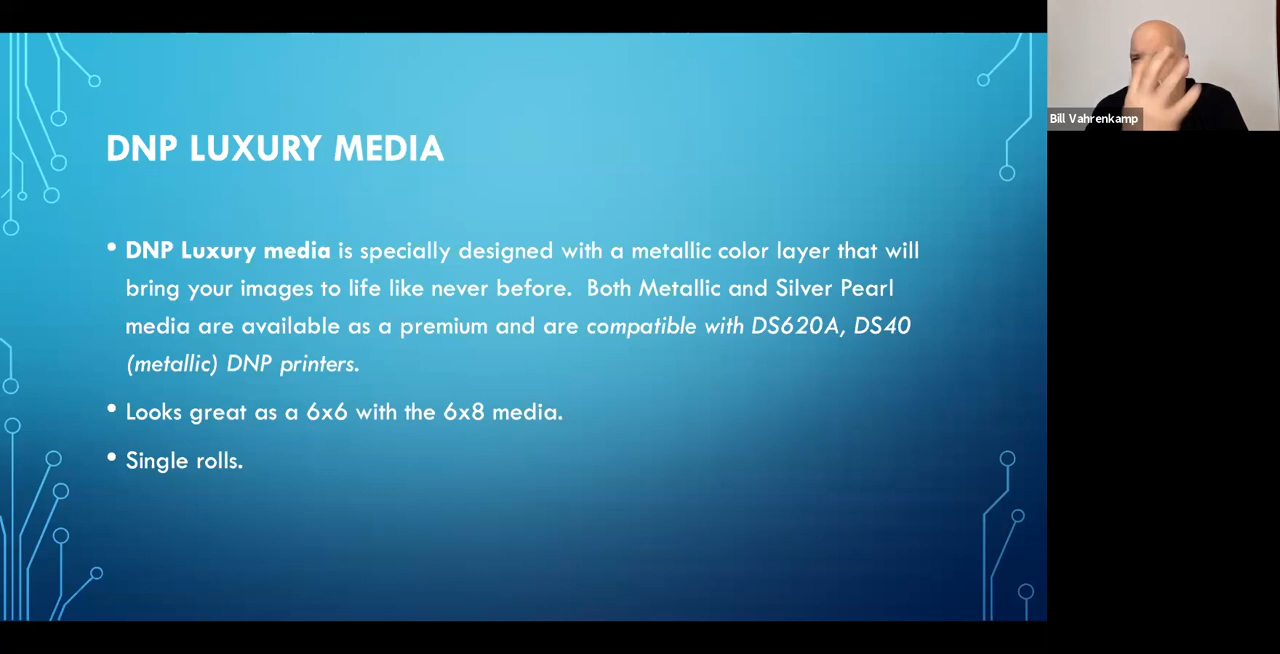 DNP LUXURY MEDIA
• DNP Luxury media is specially designed with a metallic color layer that will
bring your images to life like never before.  Both Metallic and Silver Pearl
media are available as a premium and are compatible with DS620A, DS40
(metallic) DNP printers.
• Looks great as a 6x6 with the 6x8 media.
• Single rolls.
Bill Vahrenkamp